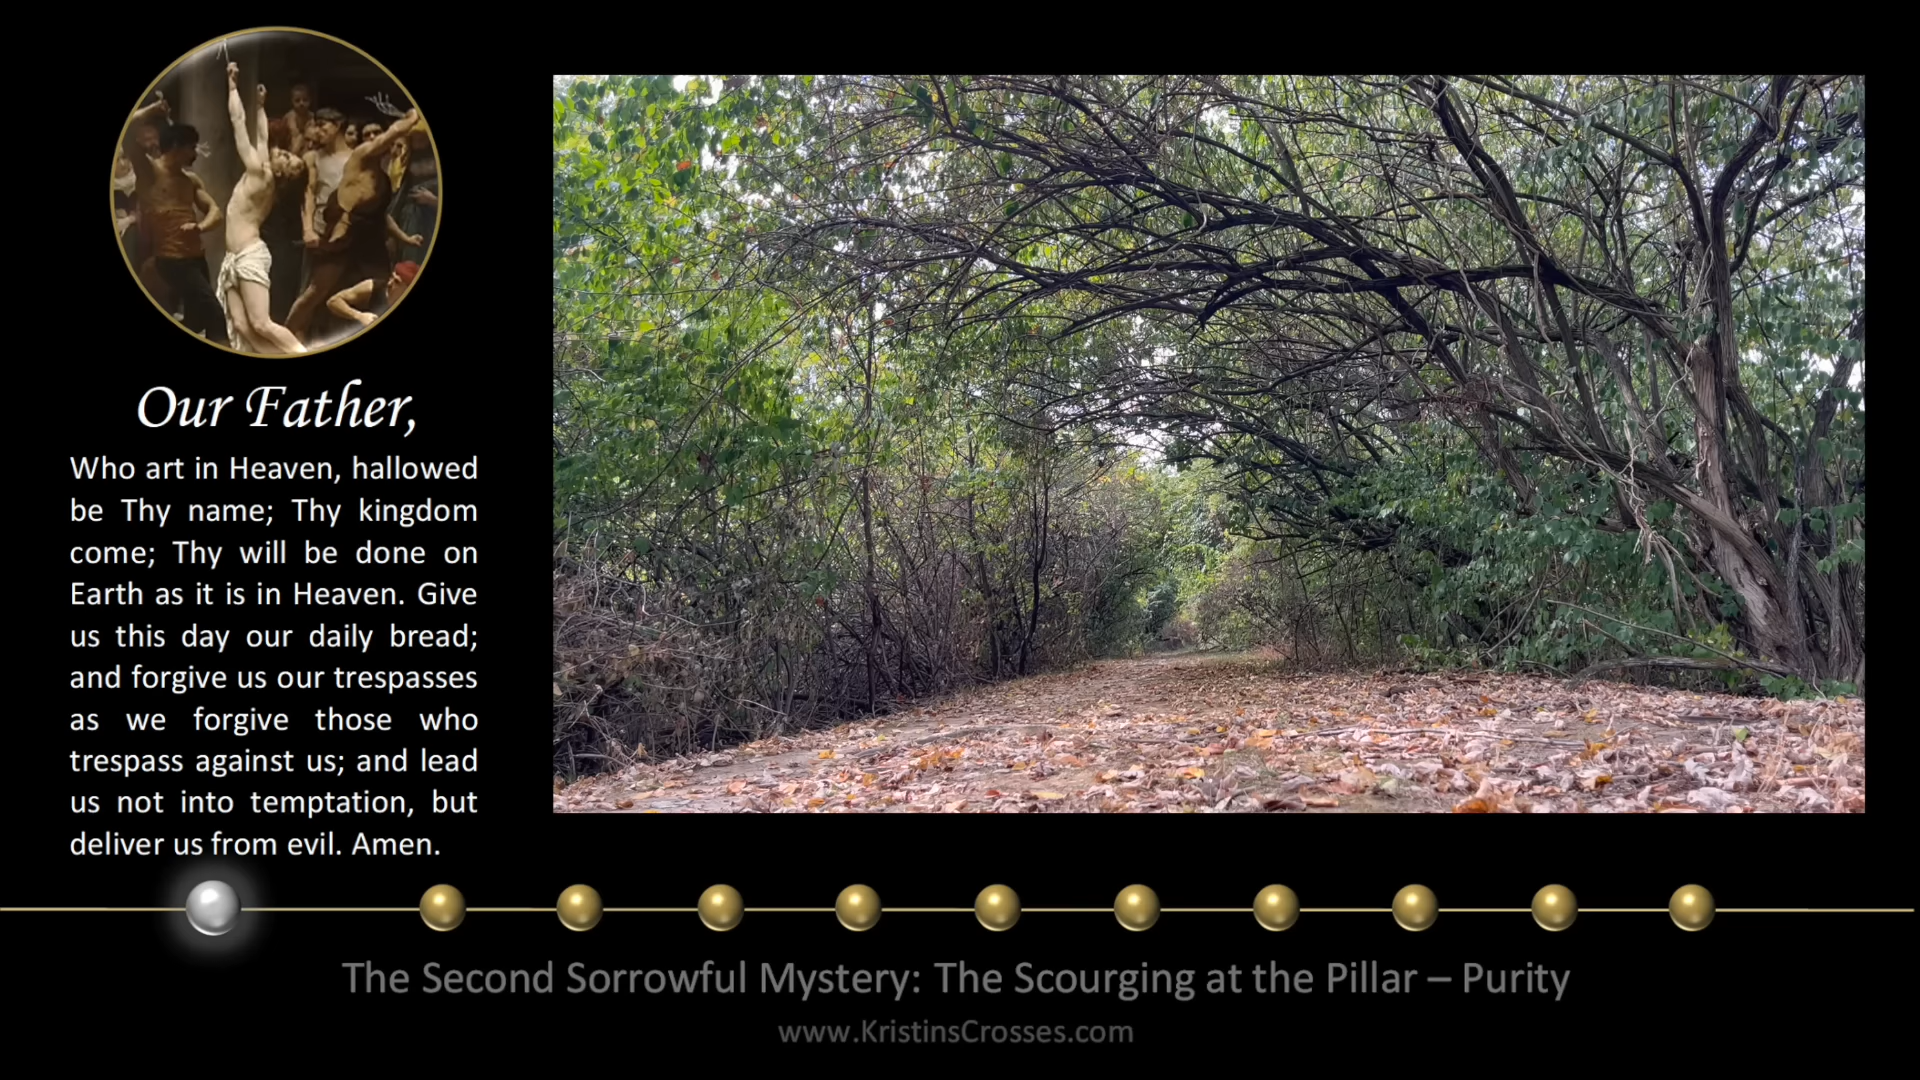 Our Father,
Who art in Heaven, hallowed
be Thy name; Thy kingdom
come; Thy will be done on
Earth as it is in Heaven. Give
us this day our daily bread;
and forgive us our trespasses
as we forgive those who
trespass against us; and lead
us not into temptation, but
deliver us from evil. Amen.
The Second Sorrowful Mystery: The Scourging at the Pillar – Purity
www.KristinsCrosses.com